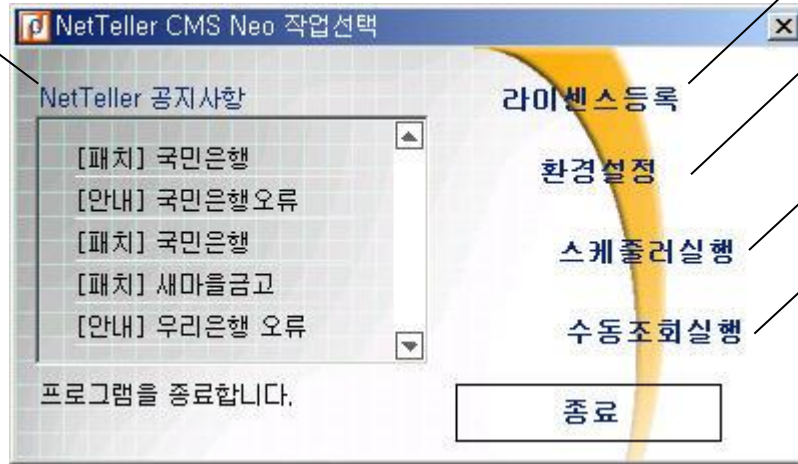 NetTeller CMS Neo 작업선택
NetTeller 공지사항
[패치] 국민은행
[안내] 국민은행오류
[패치] 국민은행
[패치] 새마을금고
[안내] 우리은행 오류
프로그램을 종료합니다.
라이센스등록
환경설정
스케줄러실행
수동조회실행
종료